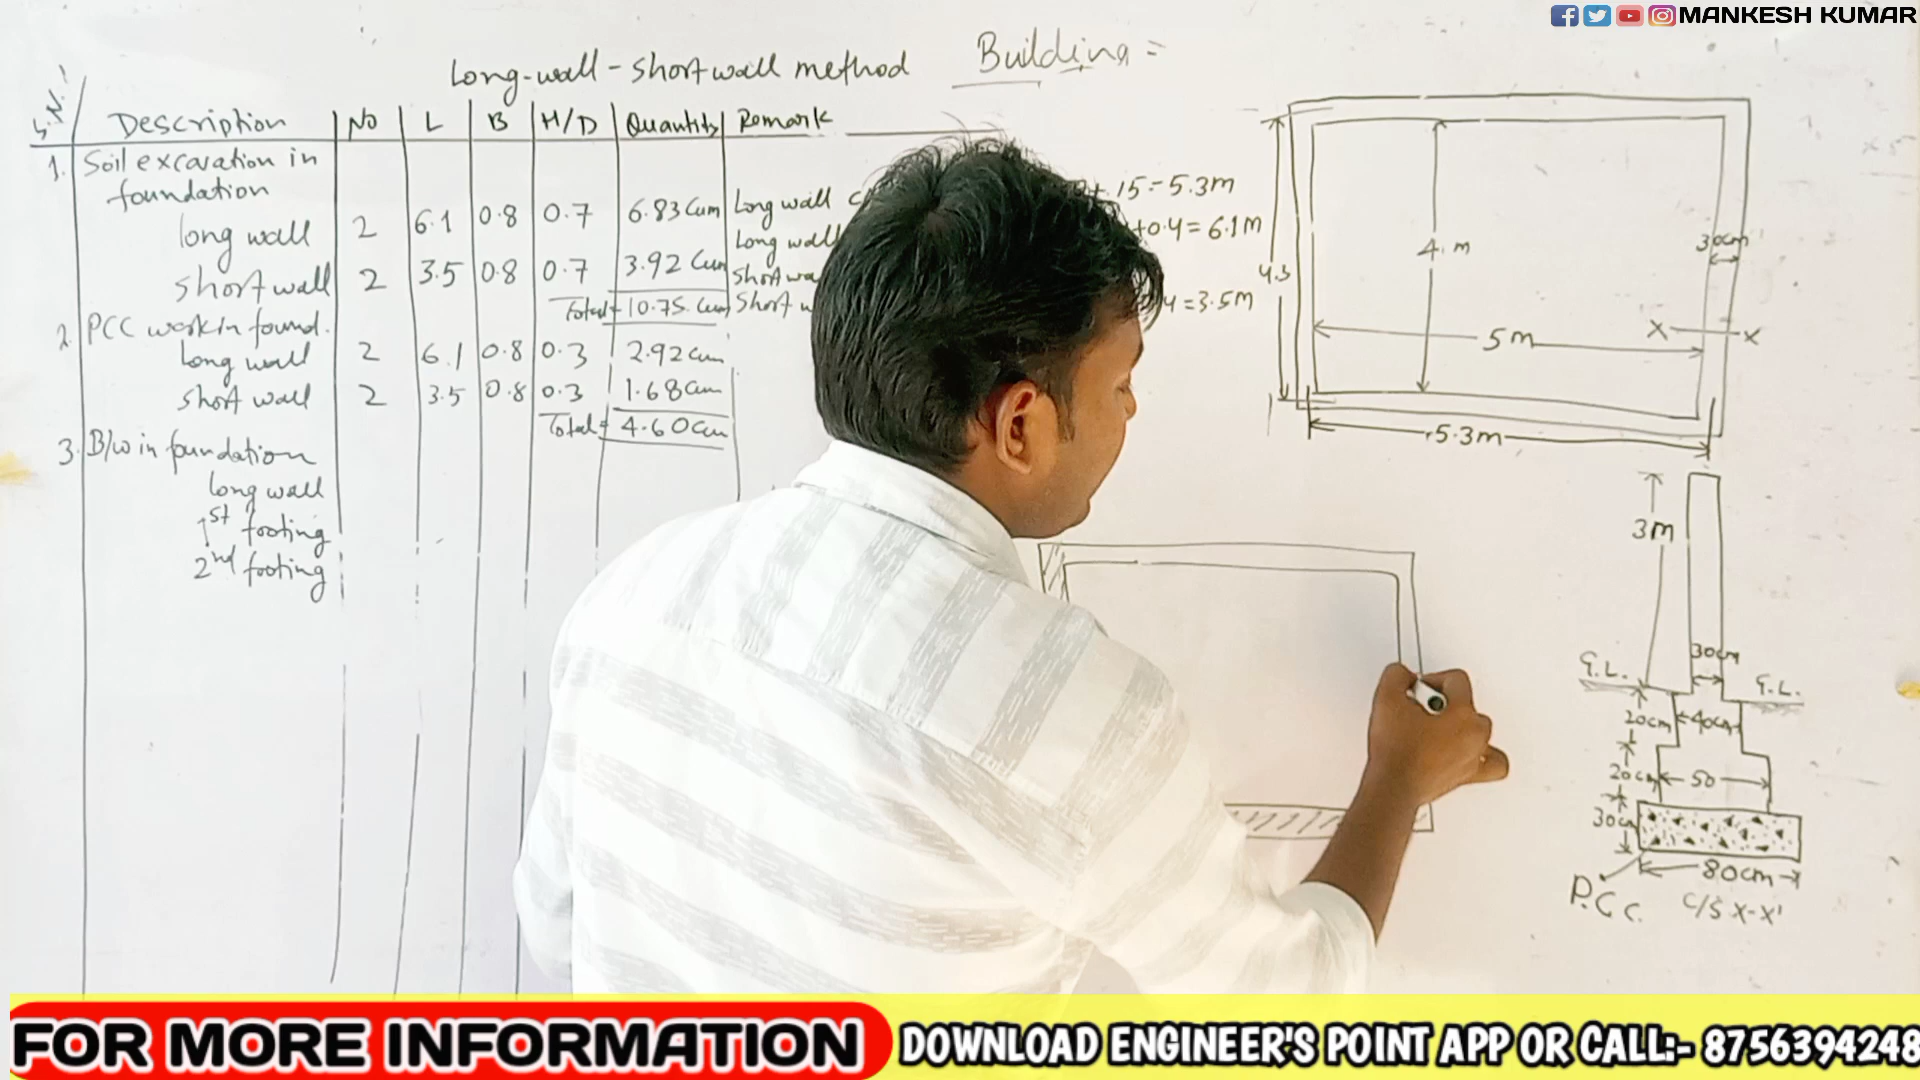 MANKESH KUMAR
Long-wall-shortwall method Building=
S.N. Description No L B H/D Quantity Remark
1. Soil excavation in
foundation
long wall 2 6.1 0.8 0.7 6.83 Cum Long wall
Long wall
short wall 2 3.5 0.8 0.7 3.92 Cum short wa
Total= 10.75 Cum short w
2. PCC work in found.
Long wall 2 6.1 0.8 0.3 2.92 Cum
short wall 2 3.5 0.8 0.3 1.68 Cum
Total= 4.60 Cum
3. B/w in foundation
Long wall
1st footing
2nd footing
15=5.3m
+0.4=6.1m
4=3.5m
4.3
4. m
30cm
X X
5m
5.3m
3m
30cm
G.L. G.L.
20cm 40cm
20cm 50
30cm
80cm
P.C.C. C/S X-X'
FOR MORE INFORMATION DOWNLOAD ENGINEER'S POINT APP OR CALL:- 8756394248